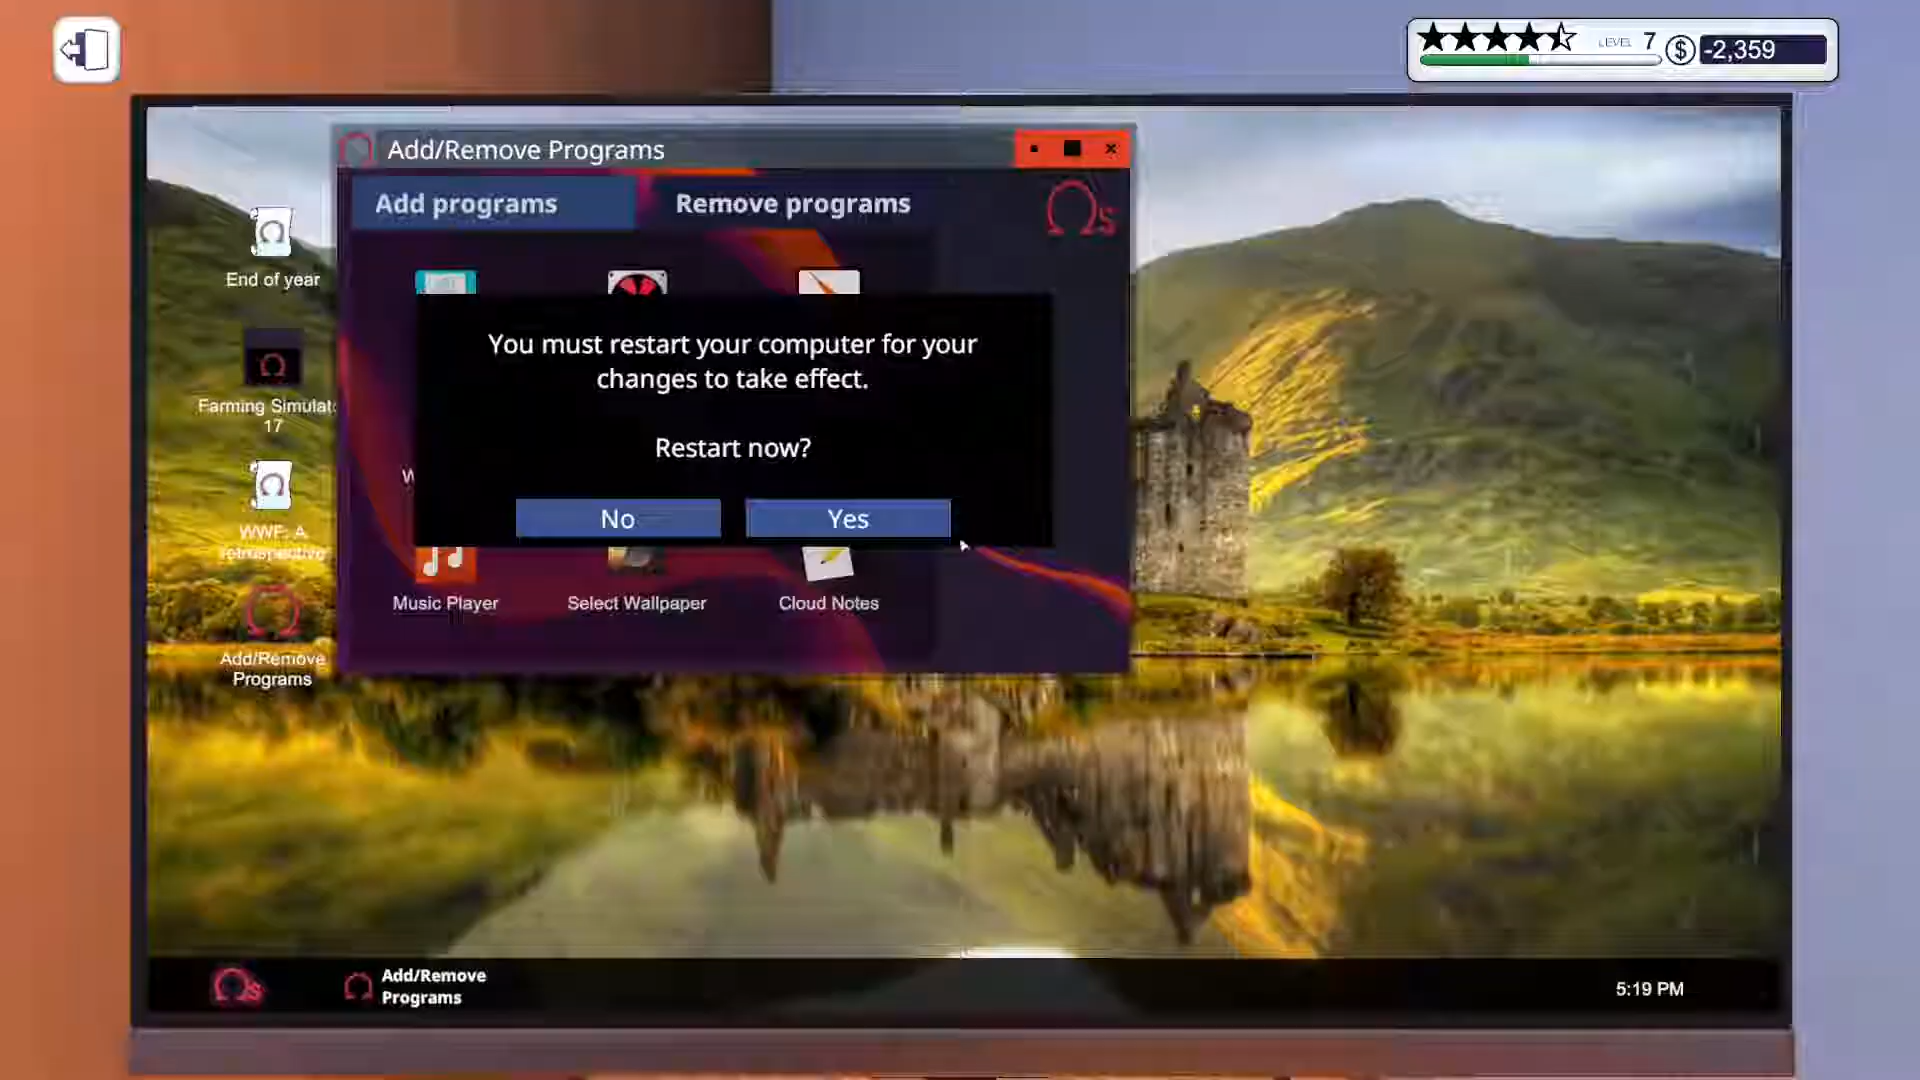 LEVEL 7
$ -2,359
Add/Remove Programs
Add programs
Remove programs
End of year
You must restart your computer for your
changes to take effect.
Farming Simulat
17
Restart now?
W
No
Yes
WWF: A
retrospective
Music Player
Select Wallpaper
Cloud Notes
Add/Remove
Programs
Add/Remove
Programs
5:19 PM